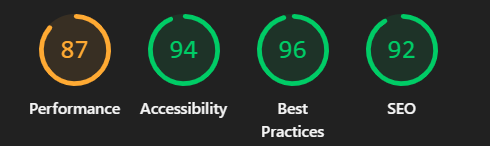 87 94 96 92
Performance Accessibility Best SEO
Practices